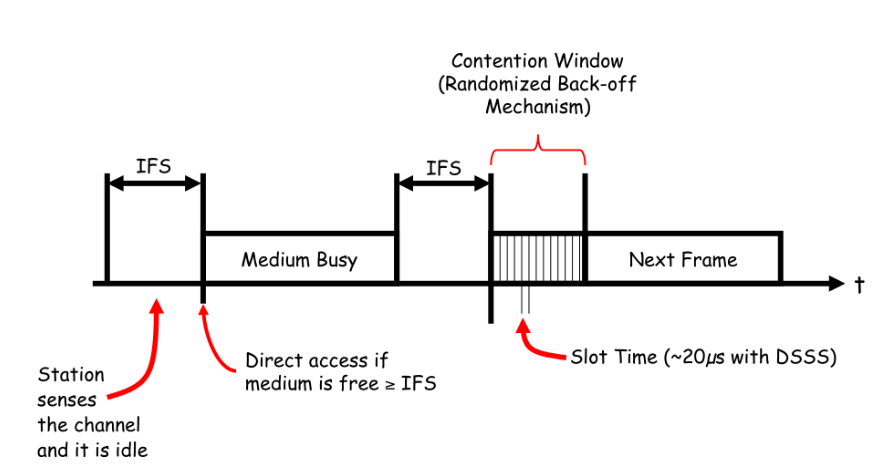 Contention Window
(Randomized Back-off
Mechanism)
IFS
IFS
Medium Busy
Next Frame
t
Direct access if
medium is free ≥ IFS
Slot Time (~20µs with DSSS)
Station
senses
the channel
and it is idle